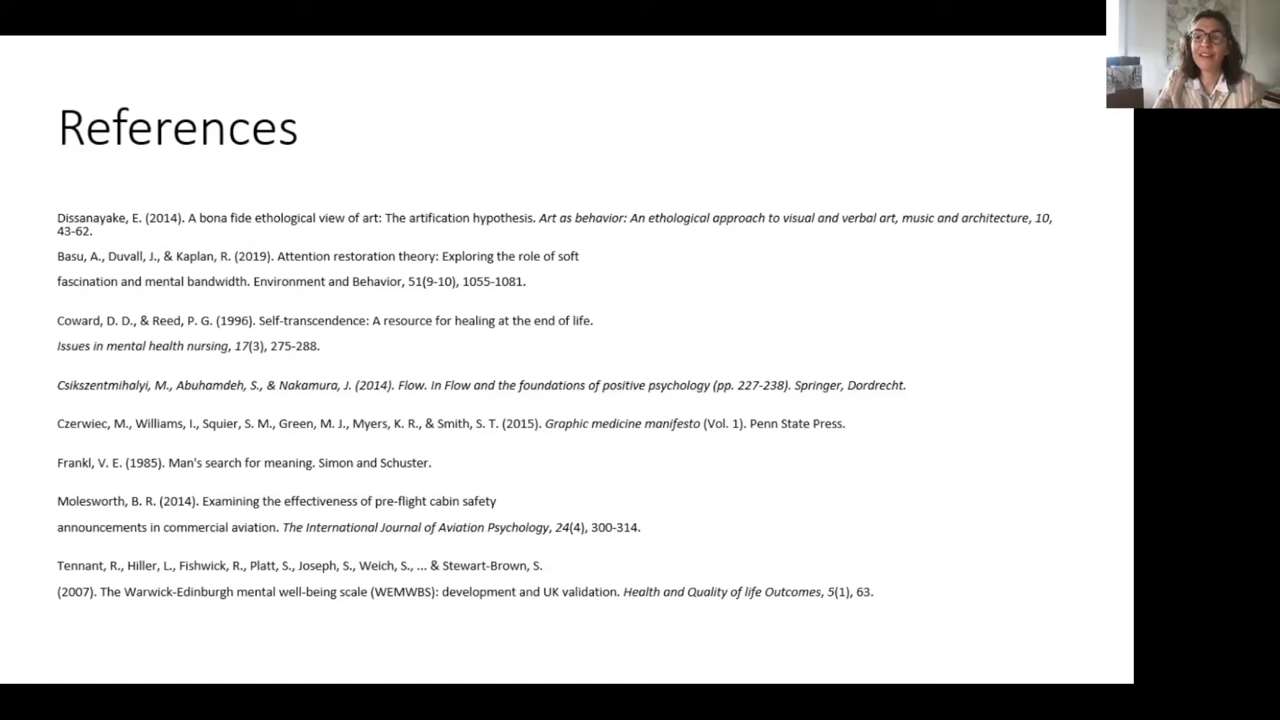 References
Dissanayake, E. (2014). A bona fide ethological view of art: The artification hypothesis. Art as behavior: An ethological approach to visual and verbal art, music and architecture, 10,
43-62.
Basu, A., Duvall, J., & Kaplan, R. (2019). Attention restoration theory: Exploring the role of soft
fascination and mental bandwidth. Environment and Behavior, 51(9-10), 1055-1081.
Coward, D. D., & Reed, P. G. (1996). Self-transcendence: A resource for healing at the end of life.
Issues in mental health nursing, 17(3), 275-288.
Csikszentmihalyi, M., Abuhamdeh, S., & Nakamura, J. (2014). Flow. In Flow and the foundations of positive psychology (pp. 227-238). Springer, Dordrecht.
Czerwiec, M., Williams, I., Squier, S. M., Green, M. J., Myers, K. R., & Smith, S. T. (2015). Graphic medicine manifesto (Vol. 1). Penn State Press.
Frankl, V. E. (1985). Man's search for meaning. Simon and Schuster.
Molesworth, B. R. (2014). Examining the effectiveness of pre-flight cabin safety
announcements in commercial aviation. The International Journal of Aviation Psychology, 24(4), 300-314.
Tennant, R., Hiller, L., Fishwick, R., Platt, S., Joseph, S., Weich, S., ... & Stewart-Brown, S.
(2007). The Warwick-Edinburgh mental well-being scale (WEMWBS): development and UK validation. Health and Quality of life Outcomes, 5(1), 63.